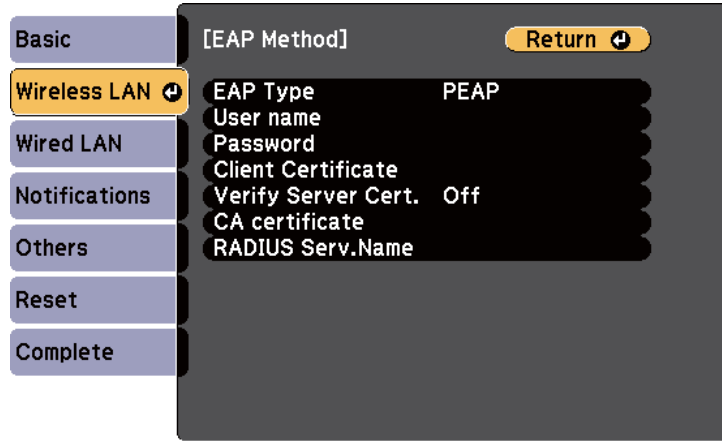 Basic
Wireless LAN
Wired LAN
Notifications
Others
Reset
Complete
[EAP Method]
Return
EAP Type PEAP
User name
Password
Client Certificate
Verify Server Cert. Off
CA certificate
RADIUS Serv.Name